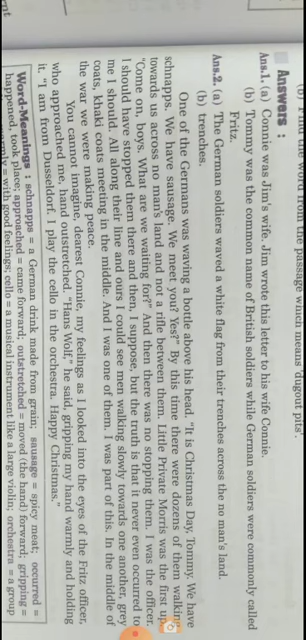 (b) Find the word from the passage which means 'dugout pits'.
Answers :
Ans.1. (a) Connie was Jim's wife. Jim wrote this letter to his wife Connie.
(b) Tommy was the common name of British soldiers while German soldiers were commonly called
Fritz.
Ans.2. (a) The German soldiers waved a white flag from their trenches across the no man's land.
(b) trenches.
One of the Germans was waving a bottle above his head. "It is Christmas Day, Tommy. We have
schnapps. We have sausage. We meet you? Yes?" By this time there were dozens of them walking
towards us across no man's land and not a rifle between them. Little Private Morris was the first up
"Come on, boys. What are we waiting for?" And then there was no stopping them. I was the officer.
I should have stopped them there and then, I suppose, but the truth is that it never even occurred to
me I should. All along their line and ours I could see men walking slowly towards one another, grey
coats, khaki coats meeting in the middle. And I was one of them. I was part of this. In the middle of
the war we were making peace.
You cannot imagine, dearest Connie, my feelings as I looked into the eyes of the Fritz officer,
who approached me, hand outstretched. "Hans Wolf," he said, gripping my hand warmly and holding
it. "I am from Dusseldorf. I play the cello in the orchestra. Happy Christmas."
Word-Meanings : schnapps = a German drink made from grain; sausage = spicy meat; occurred =
happened, took place; approached = came forward; outstretched = moved (the hand) forward; gripping =
= with good feelings; cello = a musical instrument like a large violin; orchestra = a group